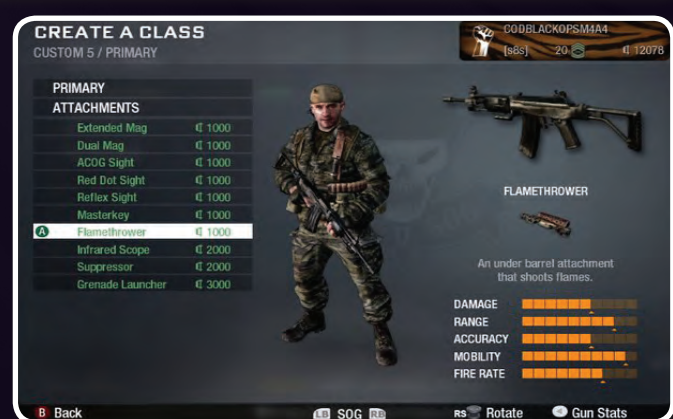 CREATE A CLASS
CUSTOM 5 / PRIMARY
CODBLACKOPSM4A4
[s8s] 20 ₵ 12078
PRIMARY
ATTACHMENTS
Extended Mag ₵ 1000
Dual Mag ₵ 1000
ACOG Sight ₵ 1000
Red Dot Sight ₵ 1000
Reflex Sight ₵ 1000
Masterkey ₵ 1000
A Flamethrower ₵ 1000
Infrared Scope ₵ 2000
Suppressor ₵ 2000
Grenade Launcher ₵ 3000
FLAMETHROWER
An under barrel attachment
that shoots flames.
DAMAGE
RANGE
ACCURACY
MOBILITY
FIRE RATE
B Back LB SOG RB RS Rotate Gun Stats